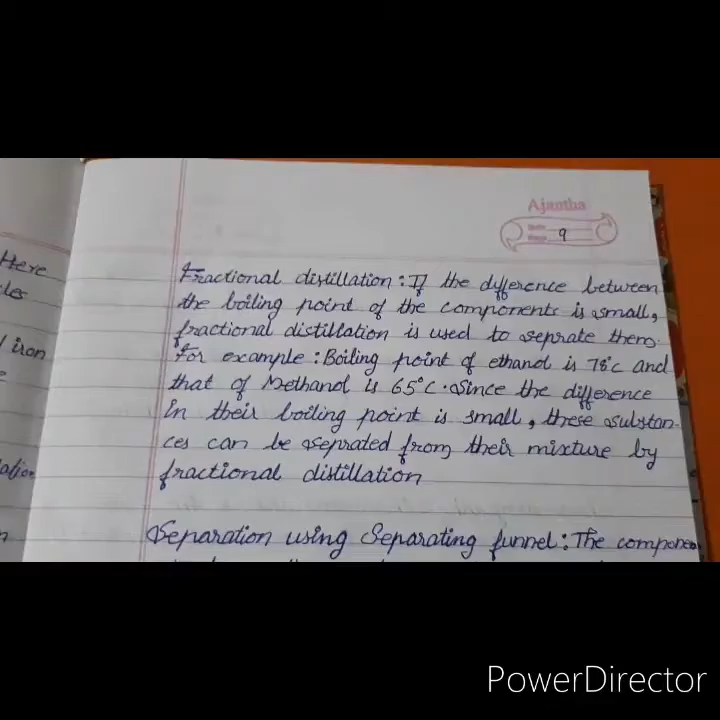 Ajantha
9
Here
cles
iron
Fractional distillation: If the difference between
the boiling point of the components is small,
fractional distillation is used to seprate them.
For example: Boiling point of ethanol is 78°c and
that of Methanol is 65°c. Since the difference
in their boiling point is small, these substan-
ces can be seprated from their mixture by
fractional distillation
Separation using Separating funnel: The componen
PowerDirector